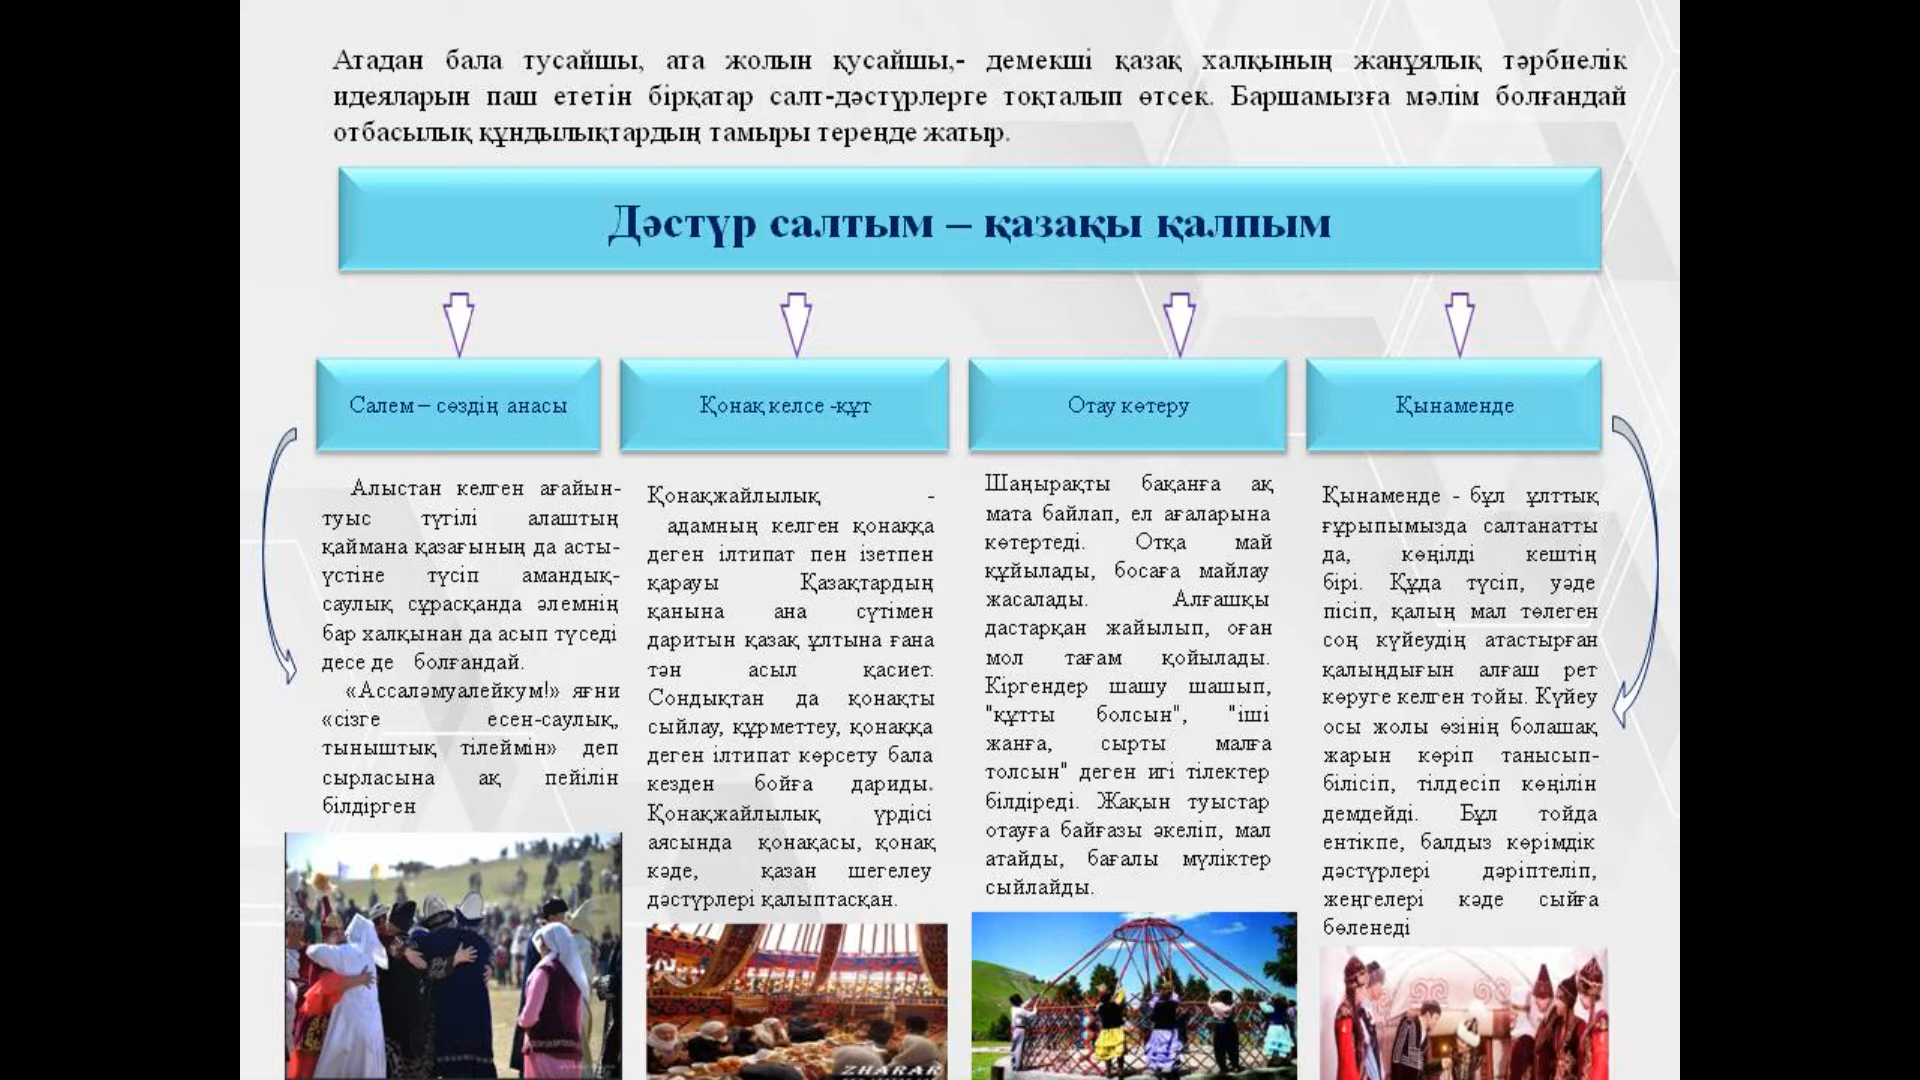 Атадан бала тусайшы, ата жолын қусайшы,- демекші қазақ халқының жанұялық тәрбиелік
идеяларын паш ететін бірқатар салт-дәстүрлерге тоқталып өтсек. Баршамызға мәлім болғандай
отбасылық құндылықтардың тамыры тереңде жатыр.
Дәстүр салтым – қазақы қалпым
Салем – сөздің анасы
Қонақ келсе -құт
Отау көтеру
Қынаменде
Алыстан келген ағайын-
туыс түгілі алаштың
қаймана қазағының да асты-
үстіне түсіп амандық-
саулық сұрасқанда әлемнің
бар халқынан да асып түседі
десе де болғандай.
«Ассаләмуалейкум!» яғни
«сізге есен-саулық,
тыныштық тілеймін» деп
сырласына ақ пейілін
білдірген
Қонақжайлылық -
адамның келген қонаққа
деген ілтипат пен ізетпен
қарауы Қазақтардың
қанына ана сүтімен
даритын қазақ ұлтына ғана
тән асыл қасиет.
Сондықтан да қонақты
сыйлау, құрметтеу, қонаққа
деген ілтипат көрсету бала
кезден бойға дариды.
Қонақжайлылық үрдісі
аясында қонақасы, қонақ
кәде, қазан шегелеу
дәстүрлері қалыптасқан.
Шаңырақты бақанға ақ
мата байлап, ел ағаларына
көтертеді. Отқа май
құйылады, босаға майлау
жасалады. Алғашқы
дастарқан жайылып, оған
мол тағам қойылады.
Кіргендер шашу шашып,
"құтты болсын", "іші
жанға, сырты малға
толсын" деген игі тілектер
білдіреді. Жақын туыстар
отауға байғазы әкеліп, мал
атайды, бағалы мүліктер
сыйлайды.
Қынаменде - бұл ұлттық
ғұрыпымызда салтанатты
да, көңілді кештің
бірі. Құда түсіп, уәде
пісіп, қалың мал төлеген
соң күйеудің атастырған
қалыңдығын алғаш рет
көруге келген тойы. Күйеу
осы жолы өзінің болашақ
жарын көріп танысып-
білісіп, тілдесіп көңілін
демдейді. Бұл тойда
ентікпе, балдыз көрімдік
дәстүрлері дәріптеліп,
жеңгелері кәде сыйға
бөленеді
ZHARAR